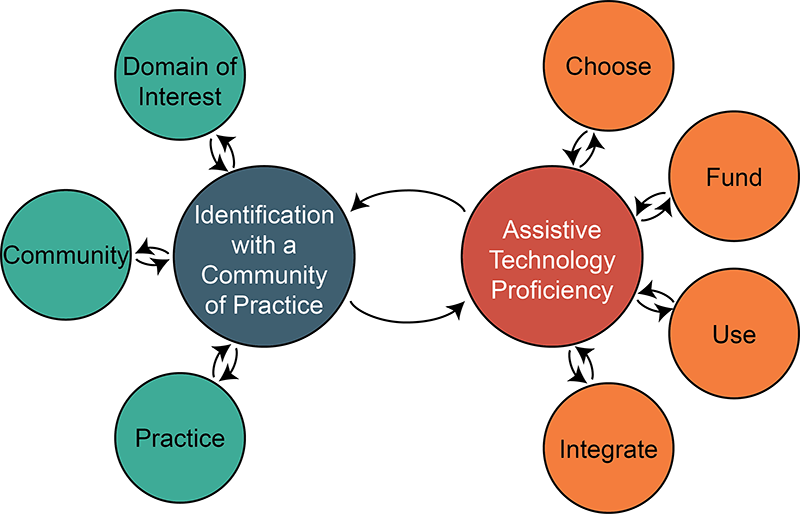 Domain of
Interest
Community
Practice
Identification
with a
Community
of Practice
Assistive
Technology
Proficiency
Choose
Fund
Use
Integrate